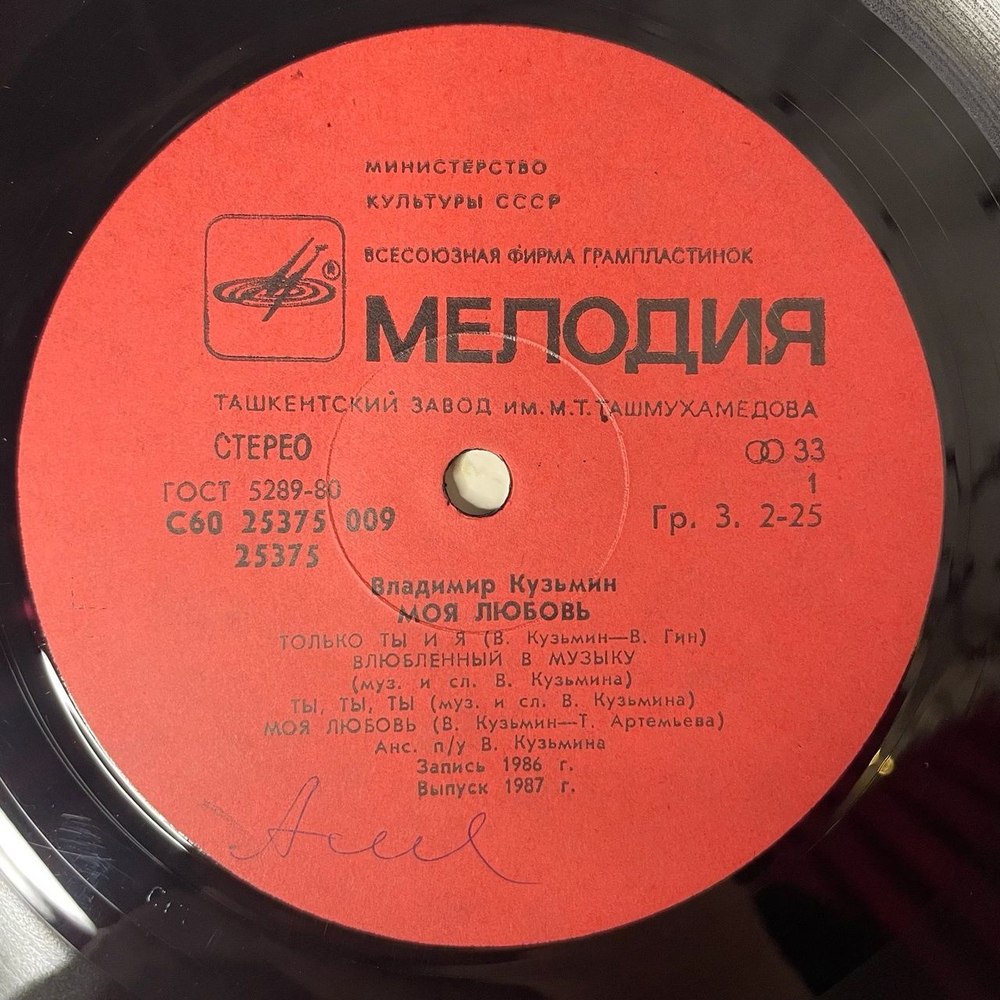 МИНИСТЕРСТВО
КУЛЬТУРЫ СССР
ВСЕСОЮЗНАЯ ФИРМА ГРАМПЛАСТИНОК
®
МЕЛОДИЯ
ТАШКЕНТСКИЙ ЗАВОД ИМ. М.Т. ТАШМУХАМЕДОВА
СТЕРЕО
33
ГОСТ 5289-80
1
С60 25375 009
Гр. 3. 2-25
25375
Владимир Кузьмин
МОЯ ЛЮБОВЬ
ТОЛЬКО ТЫ И Я (В. Кузьмин—В. Гин)
ВЛЮБЛЕННЫЙ В МУЗЫКУ
(муз. и сл. В. Кузьмина)
ТЫ, ТЫ, ТЫ (муз. и сл. В. Кузьмина)
МОЯ ЛЮБОВЬ (В. Кузьмин—Т. Артемьева)
Анс. п/у В. Кузьмина
Запись 1986 г.
Выпуск 1987 г.